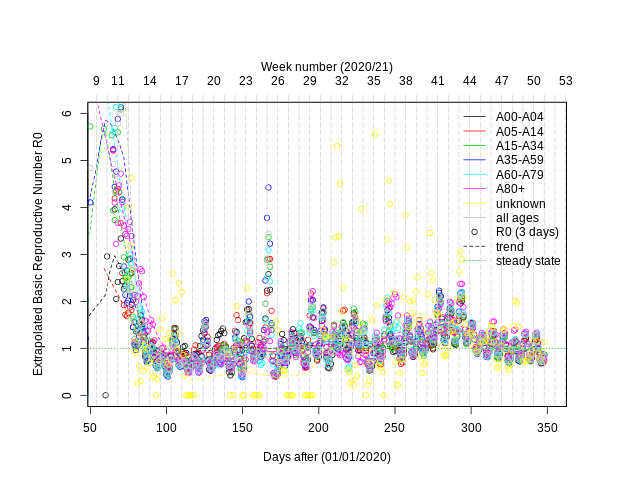 Week number (2020/21)
9 11 14 17 20 23 26 29 32 35 38 41 44 47 50 53
Extrapolated Basic Reproductive Number R0
6
5
4
3
2
1
0
A00-A04
A05-A14
A15-A34
A35-A59
A60-A79
A80+
unknown
all ages
R0 (3 days)
trend
steady state
50 100 150 200 250 300 350
Days after (01/01/2020)